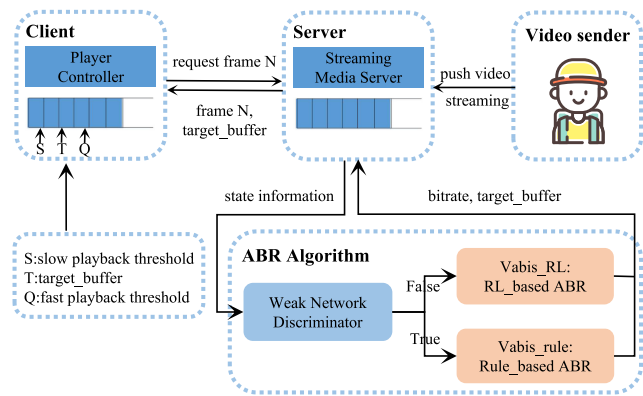 Client
Player
Controller
S T Q
request frame N
frame N,
target_buffer
Server
Streaming
Media Server
push video
streaming
Video sender
S:slow playback threshold
T:target_buffer
Q:fast playback threshold
state information
bitrate, target_buffer
ABR Algorithm
Weak Network
Discriminator
False
True
Vabis_RL:
RL_based ABR
Vabis_rule:
Rule_based ABR